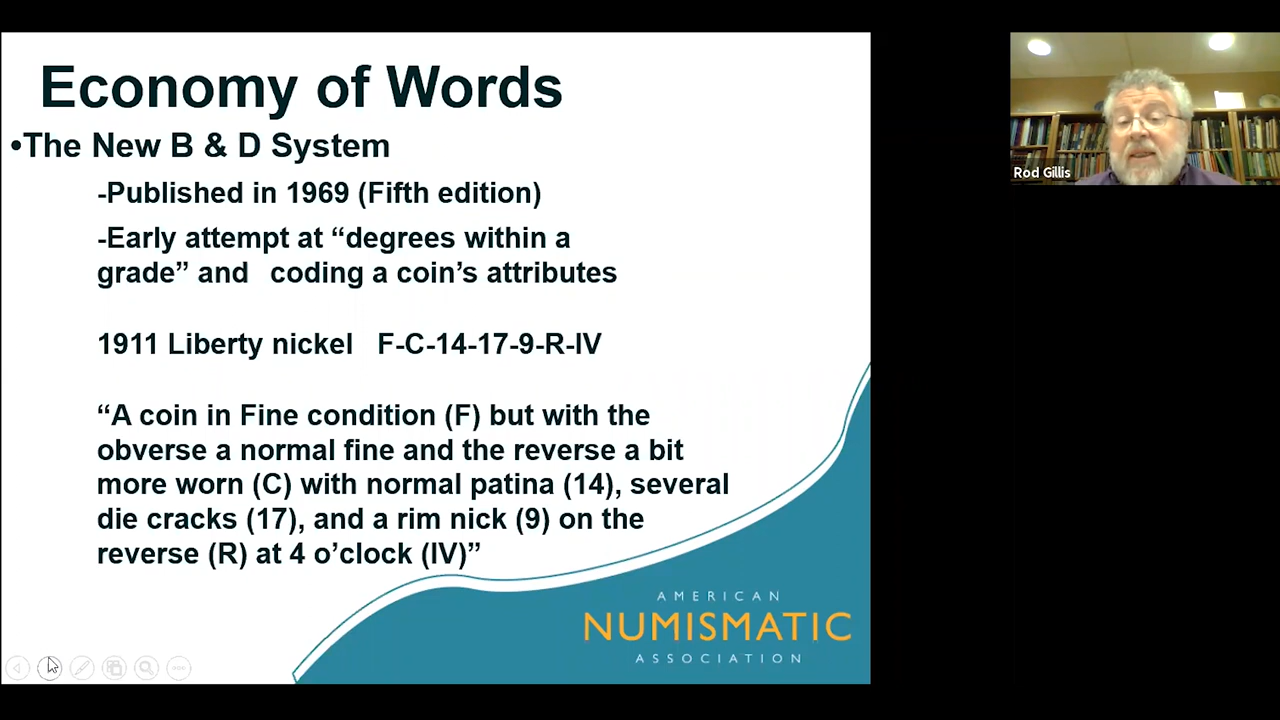 Economy of Words
•The New B & D System
-Published in 1969 (Fifth edition)
-Early attempt at “degrees within a
grade” and coding a coin’s attributes
1911 Liberty nickel F-C-14-17-9-R-IV
“A coin in Fine condition (F) but with the
obverse a normal fine and the reverse a bit
more worn (C) with normal patina (14), several
die cracks (17), and a rim nick (9) on the
reverse (R) at 4 o’clock (IV)”
AMERICAN
NUMISMATIC
ASSOCIATION
Rod Gillis